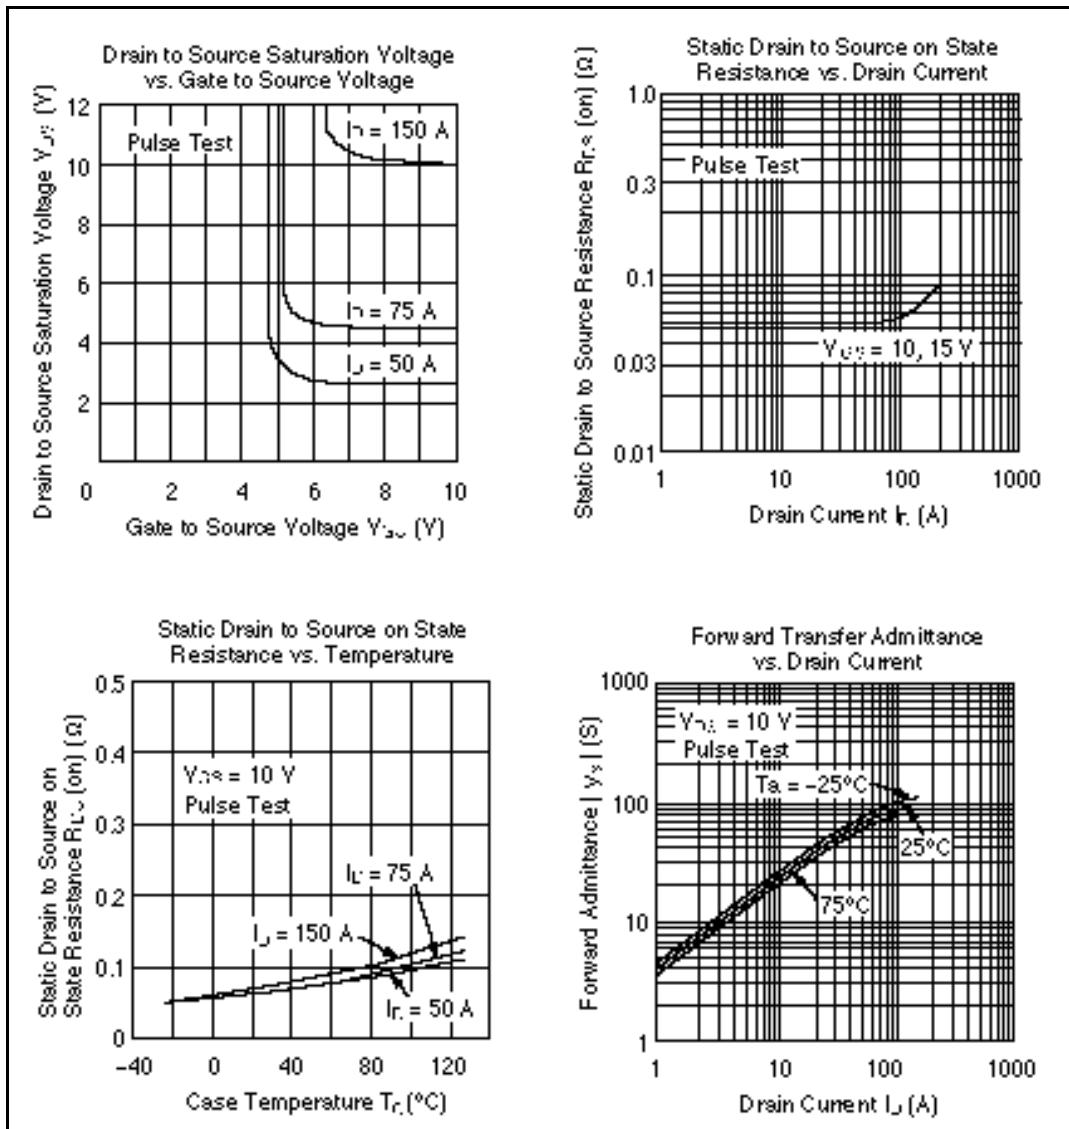 Drain to Source Saturation Voltage
vs. Gate to Source Voltage
Drain to Source Saturation Voltage (V)
12
10
8
6
4
2
0
2
4
6
8
10
Pulse Test
= 150 A
= 75 A
= 50 A
Gate to Source Voltage (V)
Static Drain to Source on State
Resistance vs. Drain Current
Static Drain to Source Resistance (on) (Ω)
1.0
0.3
0.1
0.03
0.01
1
10
100
1000
Pulse Test
= 10, 15 V
Drain Current (A)
Static Drain to Source on State
Resistance vs. Temperature
Static Drain to Source on
State Resistance (on) (Ω)
0.5
0.4
0.3
0.2
0.1
0
−40
0
40
80
120
= 10 V
Pulse Test
= 75 A
= 150 A
= 50 A
Case Temperature (°C)
Forward Transfer Admittance
vs. Drain Current
Forward Admittance (S)
1000
100
10
1
1
10
100
1000
= 10 V
Pulse Test
Ta = −25°C
25°C
75°C
Drain Current (A)